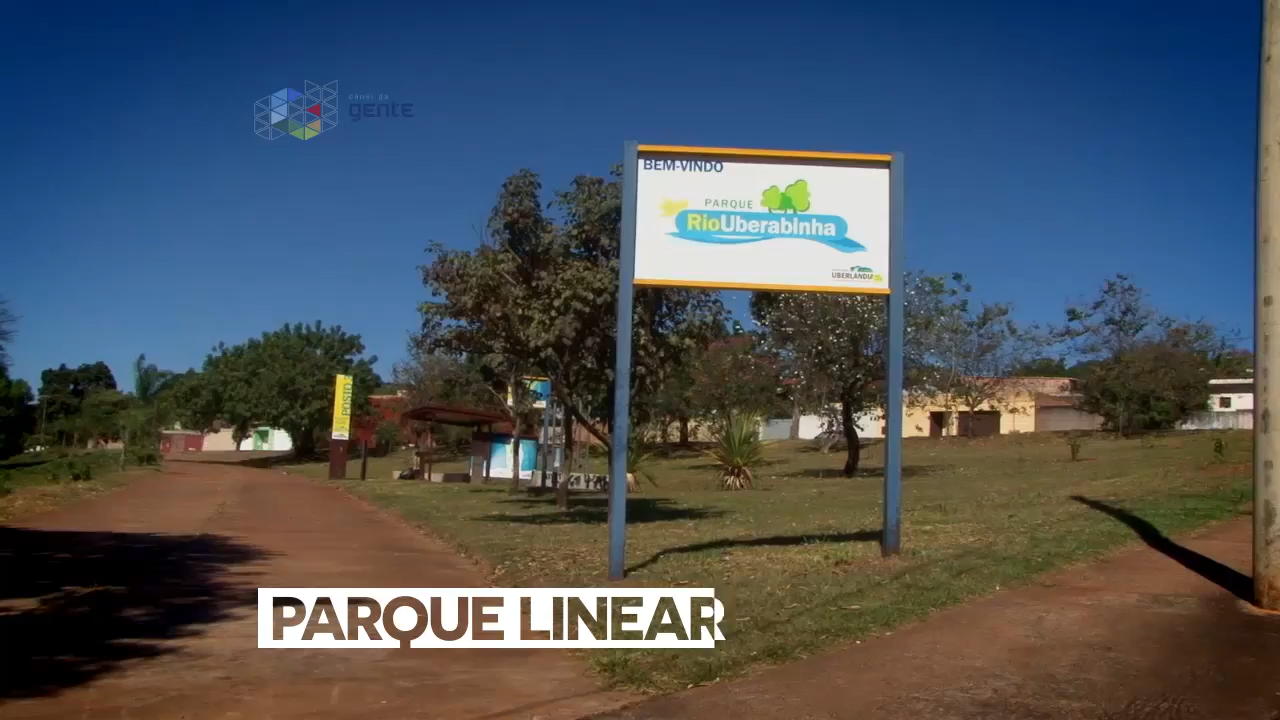 canal da
gente
BEM-VINDO
PARQUE
RioUberabInha
UBERLÂNDIA
POSTO
PARQUE LINEAR